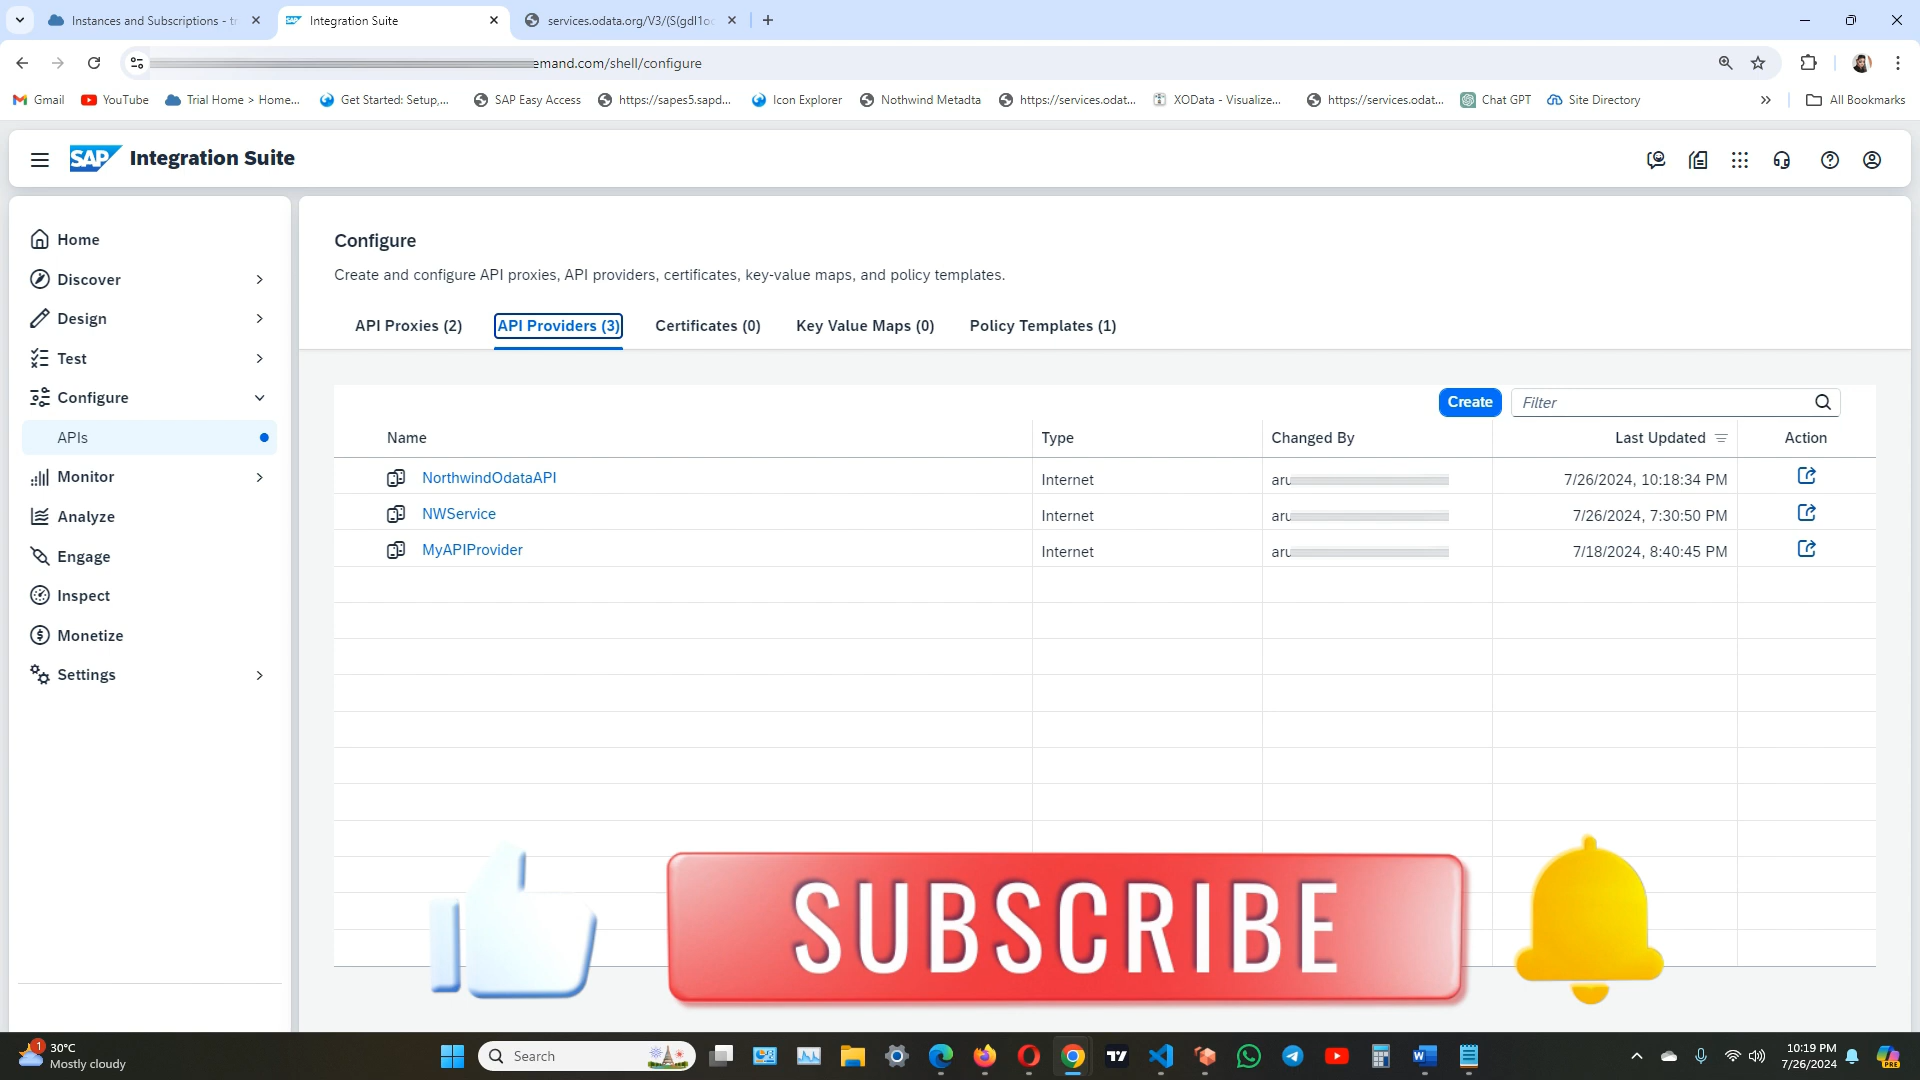 Instances and Subscriptions - tr
Integration Suite
services.odata.org/V3/(S(gdl1o
emand.com/shell/configure
Gmail
YouTube
Trial Home > Home...
Get Started: Setup,...
SAP Easy Access
https://sapes5.sapd...
Icon Explorer
Nothwind Metadta
https://services.odat...
XOData - Visualize...
https://services.odat...
Chat GPT
Site Directory
All Bookmarks
SAP Integration Suite
Home
Discover
Design
Test
Configure
APIs
Monitor
Analyze
Engage
Inspect
Monetize
Settings
Configure
Create and configure API proxies, API providers, certificates, key-value maps, and policy templates.
API Proxies (2) API Providers (3) Certificates (0) Key Value Maps (0) Policy Templates (1)
Create Filter
Name Type Changed By Last Updated Action
NorthwindOdataAPI Internet aru 7/26/2024, 10:18:34 PM
NWService Internet aru 7/26/2024, 7:30:50 PM
MyAPIProvider Internet aru 7/18/2024, 8:40:45 PM
SUBSCRIBE
1
30°C
Mostly cloudy
Search
10:19 PM
7/26/2024
PRE